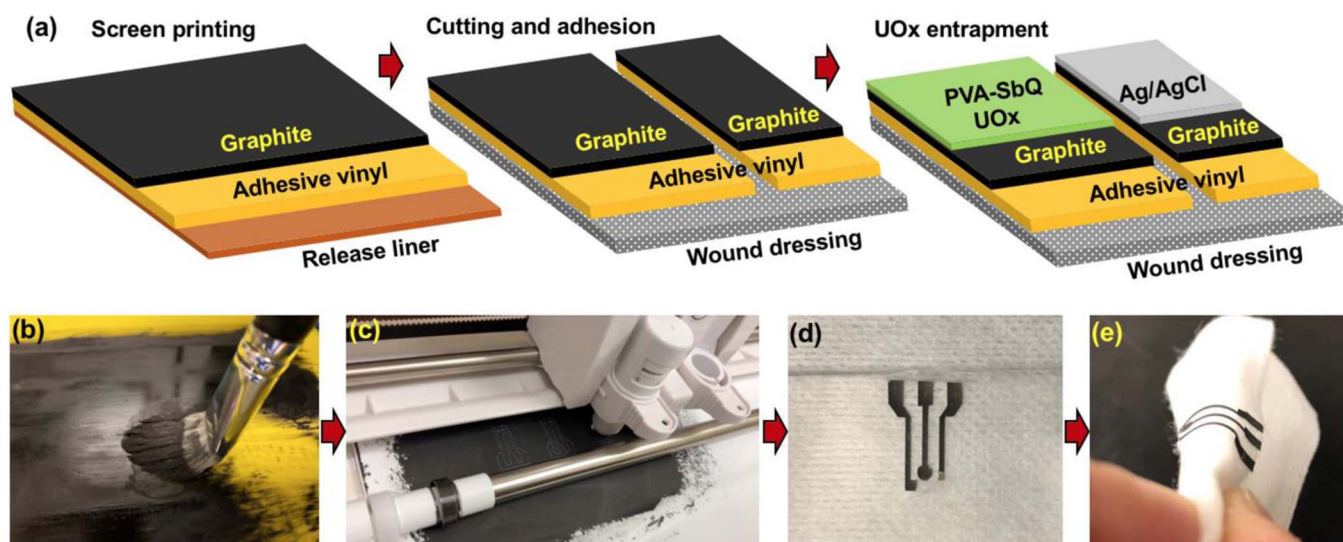 (a) Screen printing Cutting and adhesion UOx entrapment
Graphite
Adhesive vinyl
Release liner
Graphite Graphite
Adhesive vinyl
Wound dressing
PVA-SbQ
UOx
Ag/AgCl
Graphite Graphite
Adhesive vinyl
Wound dressing
(b) (c) (d) (e)